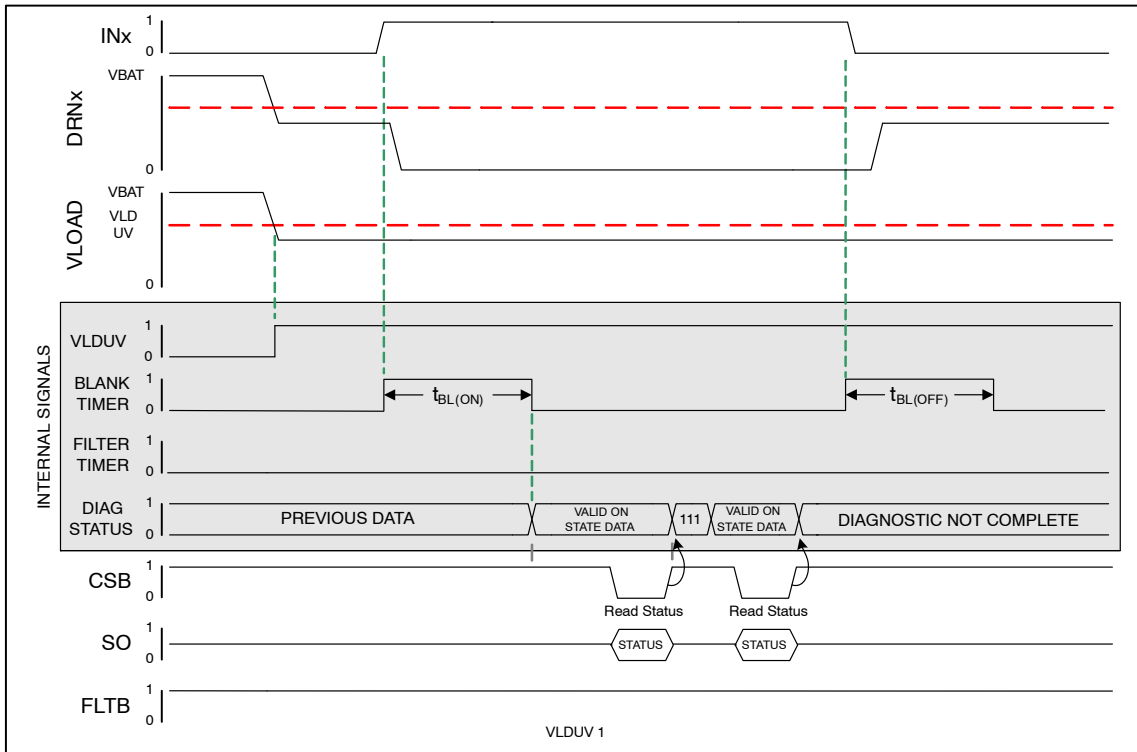 INx
1
0
DRNx
VBAT
0
VLOAD
VBAT
VLD
UV
0
INTERNAL SIGNALS
VLDUV
1
0
BLANK
TIMER
1
0
tBL(ON)
tBL(OFF)
FILTER
TIMER
1
0
DIAG
STATUS
1
0
PREVIOUS DATA
VALID ON
STATE DATA
111
VALID ON
STATE DATA
DIAGNOSTIC NOT COMPLETE
CSB
1
0
Read Status
Read Status
SO
1
0
STATUS
STATUS
FLTB
1
0
VLDUV 1